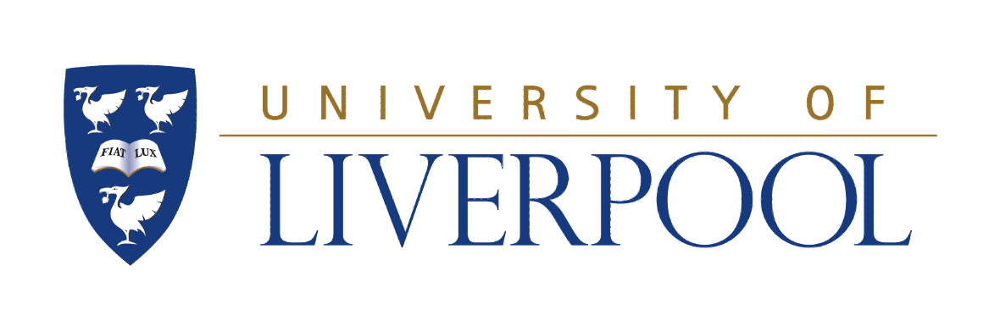 FIAT LUX
UNIVERSITY OF
LIVERPOOL